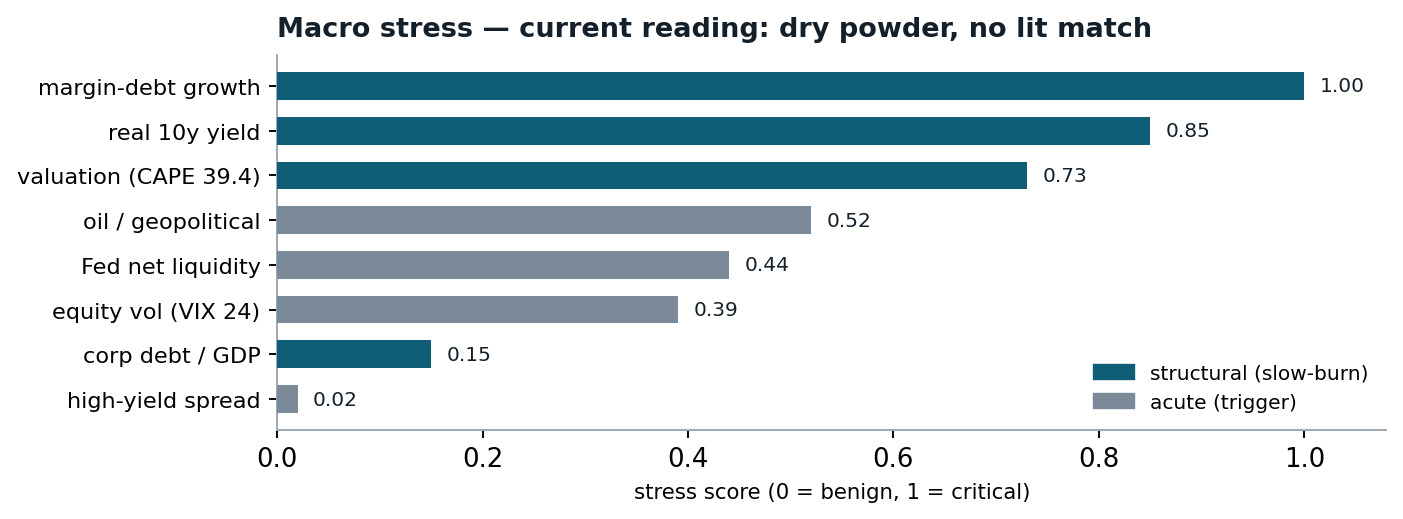 Macro stress — current reading: dry powder, no lit match
margin-debt growth 1.00
real 10y yield 0.85
valuation (CAPE 39.4) 0.73
oil / geopolitical 0.52
Fed net liquidity 0.44
equity vol (VIX 24) 0.39
corp debt / GDP 0.15
high-yield spread 0.02
structural (slow-burn)
acute (trigger)
0.0 0.2 0.4 0.6 0.8 1.0
stress score (0 = benign, 1 = critical)